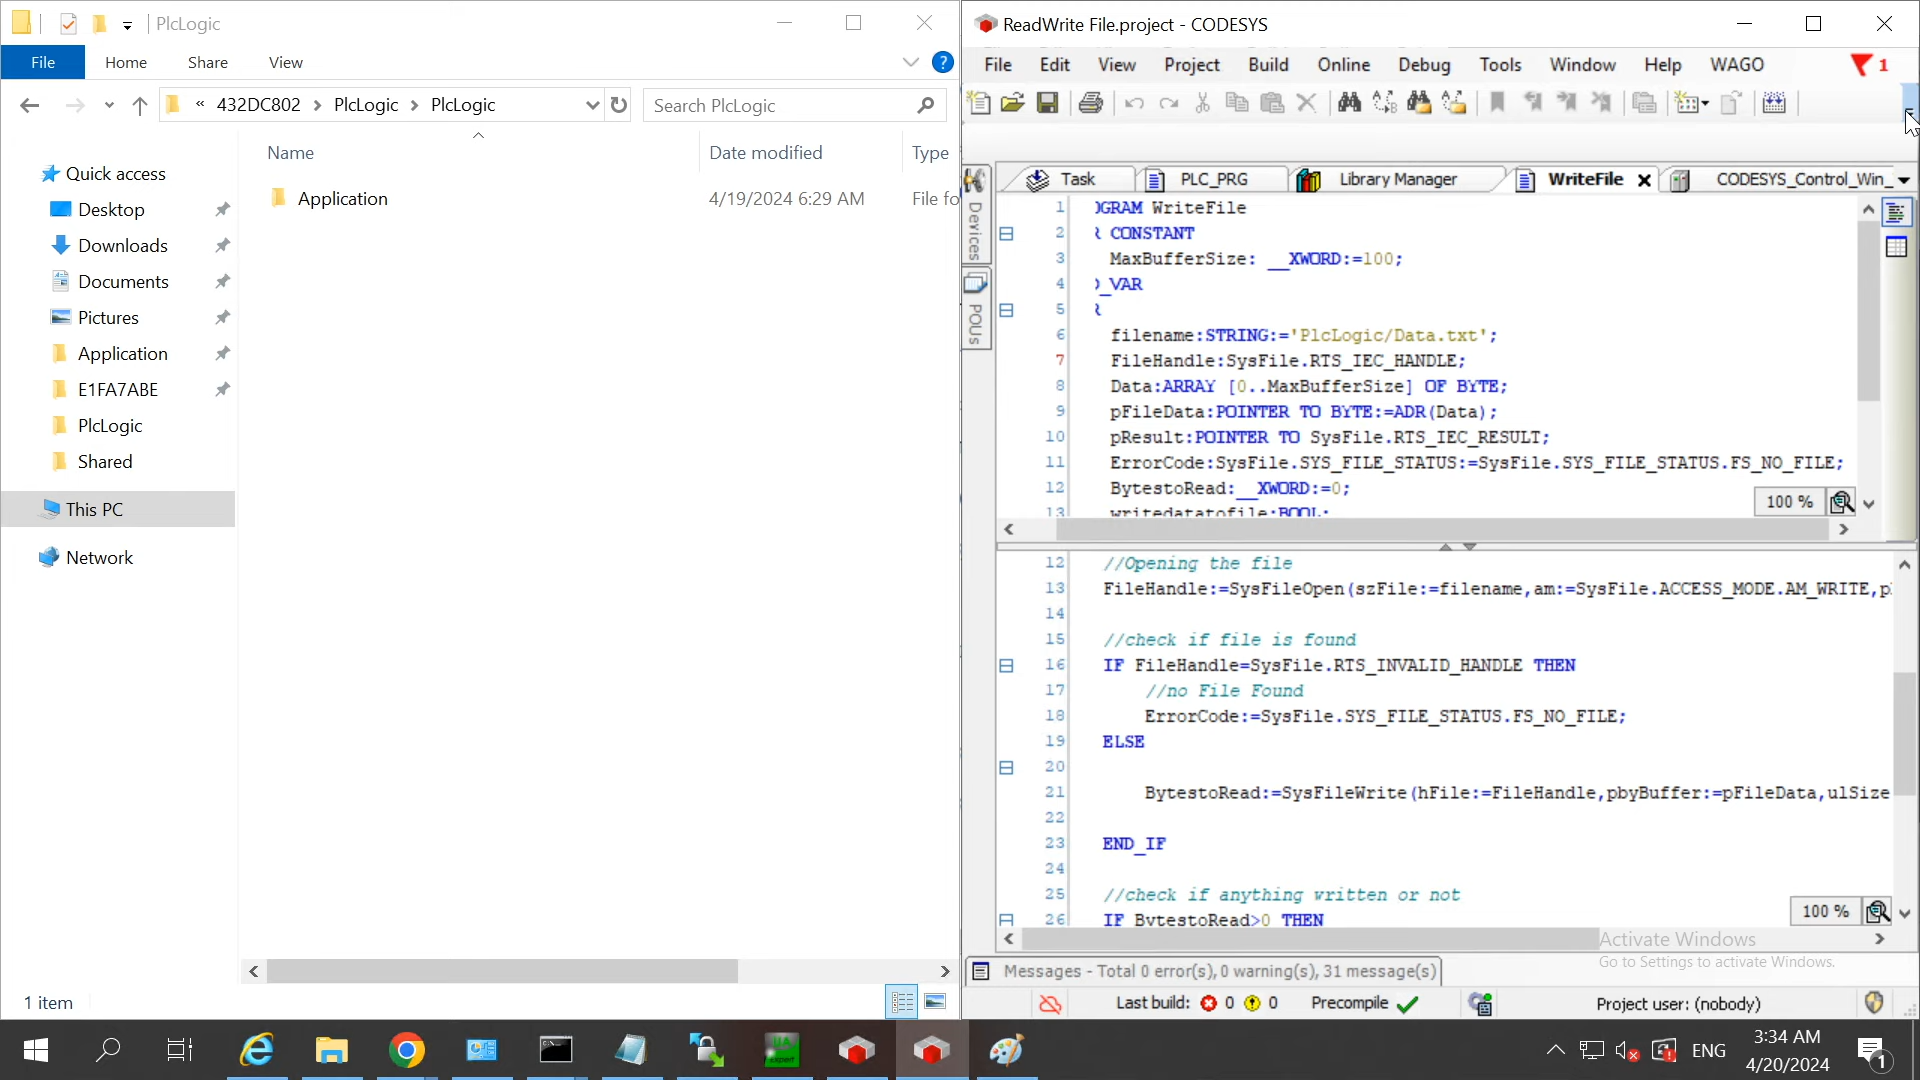 PlcLogic
File Home Share View
« 432DC802 > PlcLogic > PlcLogic
Search PlcLogic
Name Date modified Type
Application 4/19/2024 6:29 AM File fo
Quick access
Desktop
Downloads
Documents
Pictures
Application
E1FA7ABE
PlcLogic
Shared
This PC
Network
1 item
ReadWrite File.project - CODESYS
File Edit View Project Build Online Debug Tools Window Help WAGO 1
Devices
POUs
Task PLC_PRG Library Manager WriteFile CODESYS_Control_Win_
1 OGRAM WriteFile
2 R CONSTANT
3 MaxBufferSize: __XWORD:=100;
4 D_VAR
5 R
6 filename:STRING:='PlcLogic/Data.txt';
7 FileHandle:SysFile.RTS_IEC_HANDLE;
8 Data:ARRAY [0..MaxBufferSize] OF BYTE;
9 pFileData:POINTER TO BYTE:=ADR(Data);
10 pResult:POINTER TO SysFile.RTS_IEC_RESULT;
11 ErrorCode:SysFile.SYS_FILE_STATUS:=SysFile.SYS_FILE_STATUS.FS_NO_FILE;
12 BytestoRead:__XWORD:=0;
13 writedatatofile:BOOL;
100 %
12 //Opening the file
13 FileHandle:=SysFileOpen(szFile:=filename,am:=SysFile.ACCESS_MODE.AM_WRITE,p
14
15 //check if file is found
16 IF FileHandle=SysFile.RTS_INVALID_HANDLE THEN
17 //no File Found
18 ErrorCode:=SysFile.SYS_FILE_STATUS.FS_NO_FILE;
19 ELSE
20
21 BytestoRead:=SysFileWrite(hFile:=FileHandle,pbyBuffer:=pFileData,ulSize
22
23 END_IF
24
25 //check if anything written or not
26 IF BytestoRead>0 THEN
100 %
Activate Windows
Go to Settings to activate Windows.
Messages - Total 0 error(s), 0 warning(s), 31 message(s)
Last build: 0 0 Precompile Project user: (nobody)
ENG
3:34 AM
4/20/2024
1